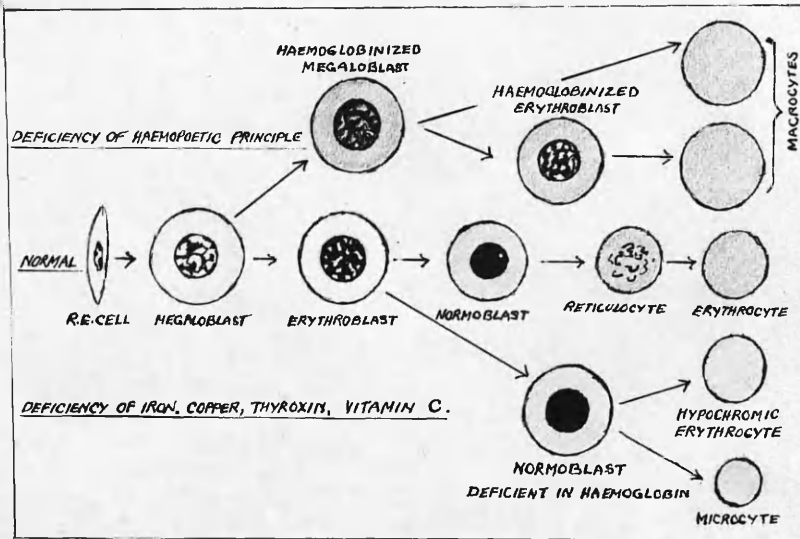 HAEMOGLOBINIZED
MEGALOBLAST
HAEMOGLOBINIZED
ERYTHROBLAST
MACROCYTES
DEFICIENCY OF HAEMOPOETIC PRINCIPLE
NORMAL
R.E. CELL
MEGALOBLAST
ERYTHROBLAST
NORMOBLAST
RETICULOCYTE
ERYTHROCYTE
DEFICIENCY OF IRON. COPPER, THYROXIN, VITAMIN C.
HYPOCHROMIC
ERYTHROCYTE
NORMOBLAST
DEFICIENT IN HAEMOGLOBIN
MICROCYTE